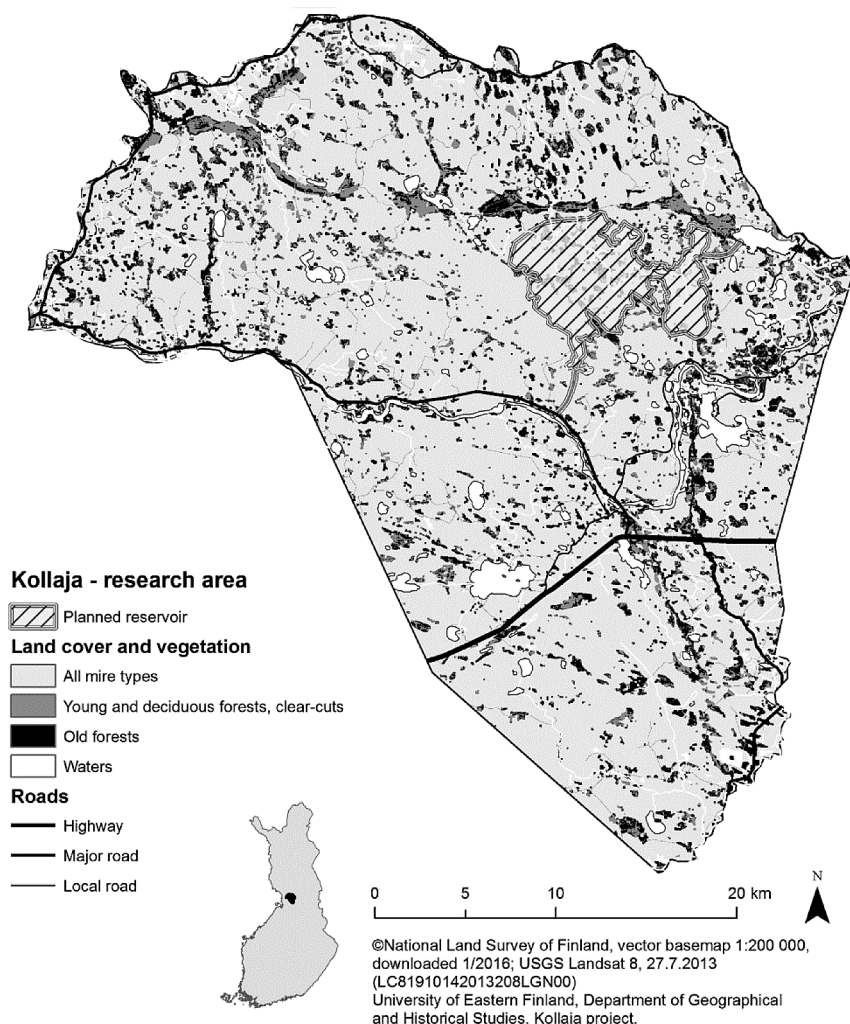 Kollaja - research area
Planned reservoir
Land cover and vegetation
All mire types
Young and deciduous forests, clear-cuts
Old forests
Waters
Roads
Highway
Major road
Local road
0 5 10 20 km
N
©National Land Survey of Finland, vector basemap 1:200 000,
downloaded 1/2016; USGS Landsat 8, 27.7.2013
(LC81910142013208LGN00)
University of Eastern Finland, Department of Geographical
and Historical Studies, Kollaja project.